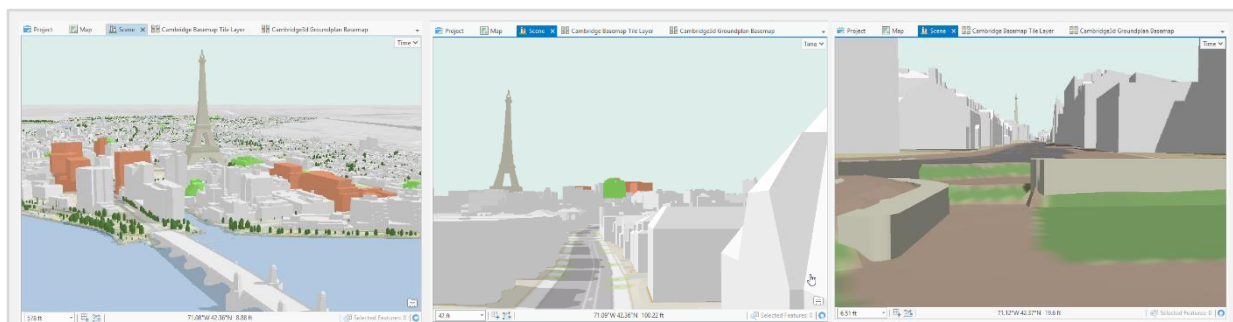 Project Map Scene × Cambridge Basemap Tile Layer Cambridge3d Groundplan Basemap
Time
578 ft 71.08°W 42.36°N 8.88 ft Selected Features: 0
Project Map Scene × Cambridge Basemap Tile Layer Cambridge3d Groundplan Basemap
Time
47 ft 71.09°W 42.36°N 100.22 ft Selected Features: 0
Project Map Scene × Cambridge Basemap Tile Layer Cambridge3d Groundplan Basemap
Time
6.51 ft 71.12°W 42.37°N 19.6 ft Selected Features: 0